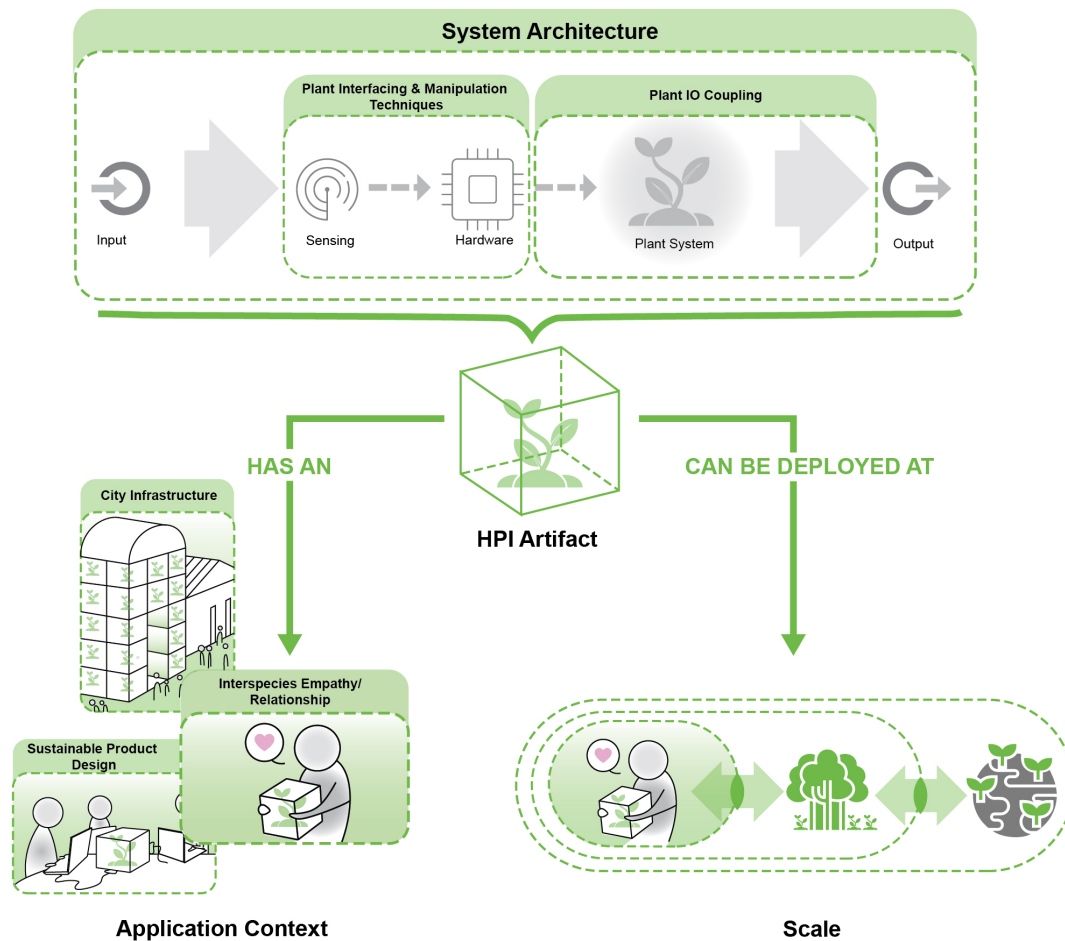 System Architecture
Plant Interfacing & Manipulation
Techniques
Plant IO Coupling
Input
Sensing
Hardware
Plant System
Output
HAS AN
CAN BE DEPLOYED AT
HPI Artifact
City Infrastructure
Interspecies Empathy/
Relationship
Sustainable Product
Design
Application Context
Scale